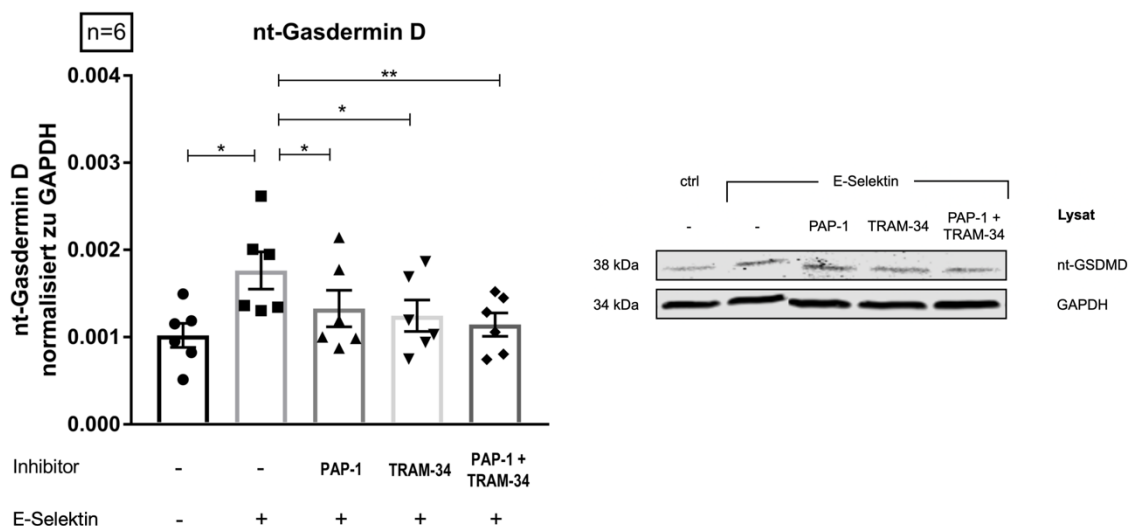 n=6
nt-Gasdermin D
nt-Gasdermin D
normalisiert zu GAPDH
0.004
0.003
0.002
0.001
0.000
**
*
*
*
Inhibitor - - PAP-1 TRAM-34 PAP-1 +
TRAM-34
E-Selektin - + + + +
ctrl E-Selektin
Lysat
- - PAP-1 TRAM-34 PAP-1 +
TRAM-34
38 kDa nt-GSDMD
34 kDa GAPDH